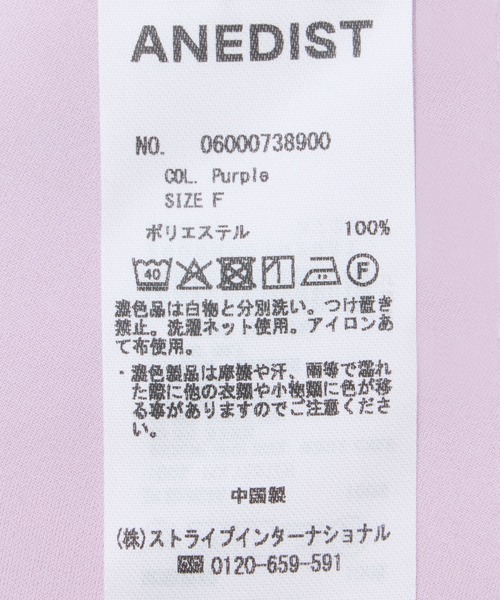 ANEDIST
NO. 06000738900
COL. Purple
SIZE F
ポリエステル 100%
40 F
濃色品は白物と分別洗い。つけ置き
禁止。洗濯ネット使用。アイロンあ
て布使用。
・濃色製品は摩擦や汗、雨等で濡れ
た際に他の衣類や小物類に色が移
る事がありますのでご注意くださ
い。
中国製
(株)ストライプインターナショナル
0120-659-591